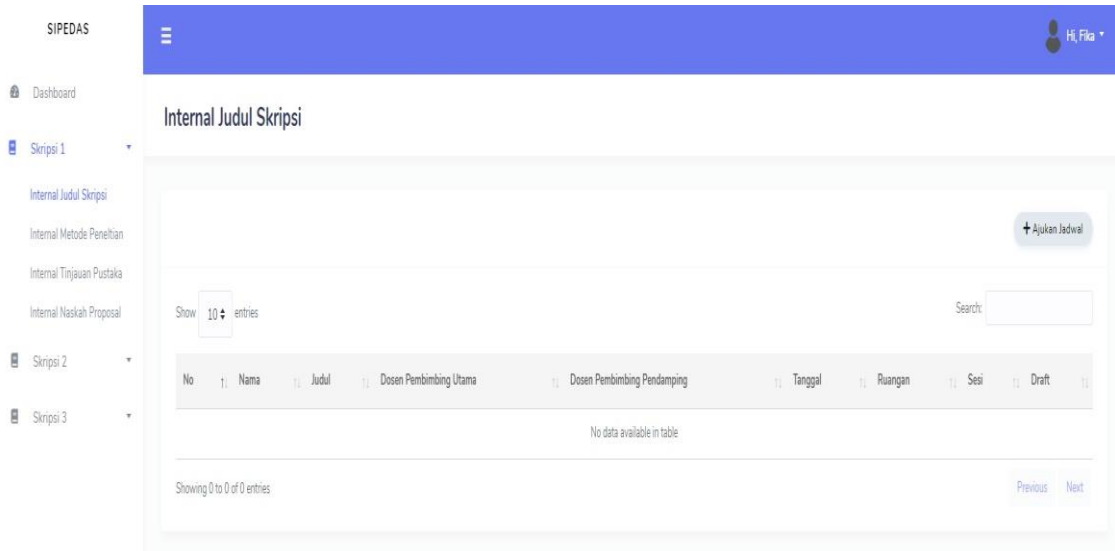 SIPEDAS
Hi, Fika
Dashboard
Skripsi 1
Internal Judul Skripsi
Internal Metode Peneltian
Internal Tinjauan Pustaka
Internal Naskah Proposal
Skripsi 2
Skripsi 3
Internal Judul Skripsi
+ Ajukan Jadwal
Show 10 entries
Search:
No Nama Judul Dosen Pembimbing Utama Dosen Pembimbing Pendamping Tanggal Ruangan Sesi Draft
No data available in table
Showing 0 to 0 of 0 entries
Previous Next